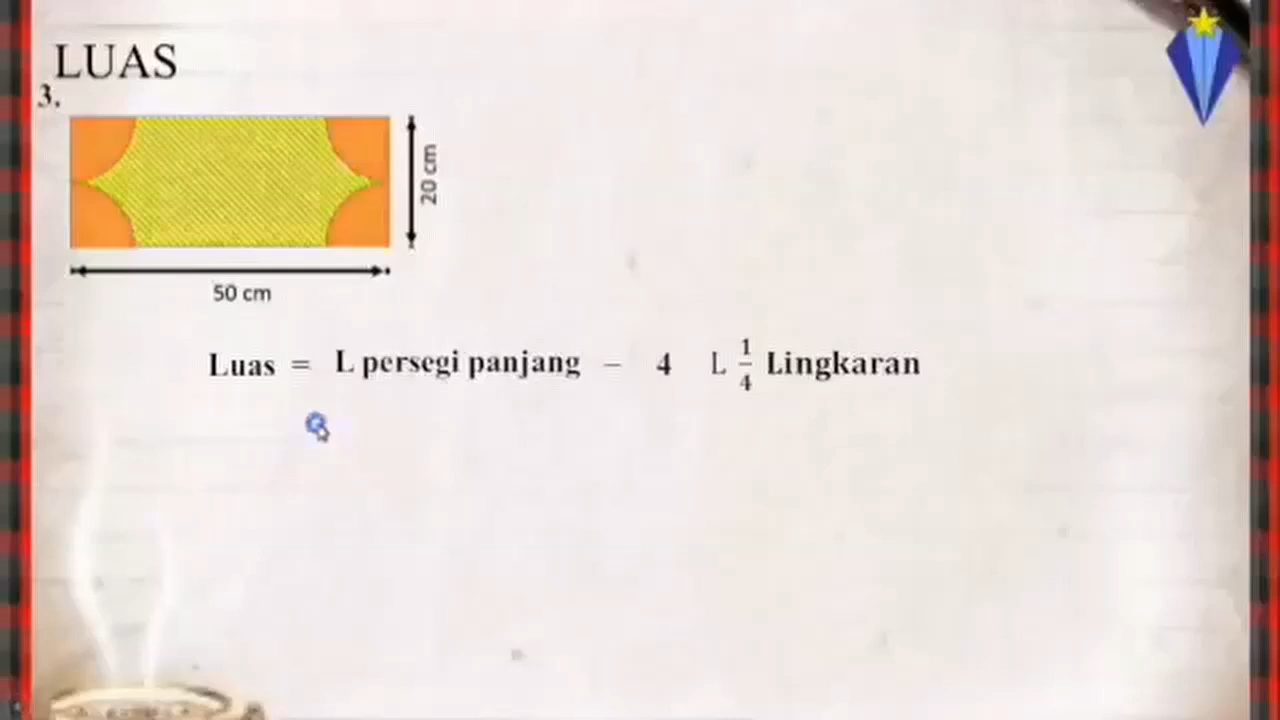 LUAS
3.
20 cm
50 cm
Luas = L persegi panjang – 4 L 1/4 Lingkaran